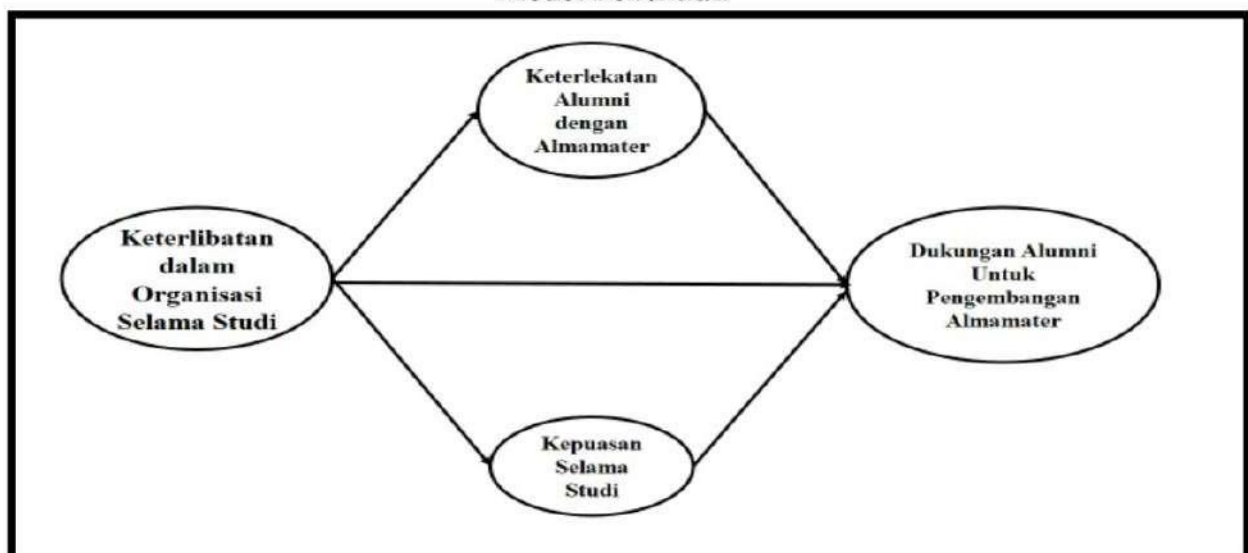 Keterlekatan
Alumni
dengan
Almamater
Keterlibatan
dalam
Organisasi
Selama Studi
Dukungan Alumni
Untuk
Pengembangan
Almamater
Kepuasan
Selama
Studi